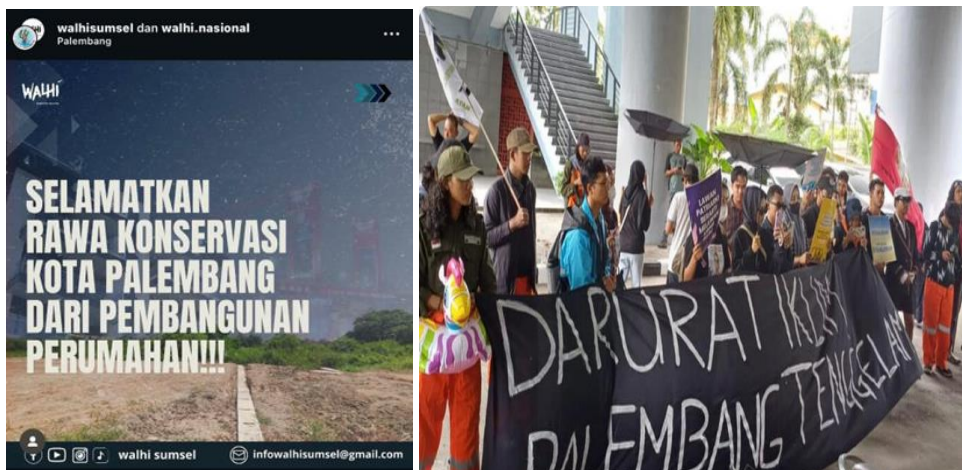 walhisumsel dan walhi.nasional
Palembang
WALHI
SELAMATKAN
RAWA KONSERVASI
KOTA PALEMBANG
DARI PEMBANGUNAN
PERUMAHAN!!!
walhi sumsel
infowalhisumsel@gmail.com
LAWAN
DARURAT IKLIM
PALEMBANG TENGGELAM